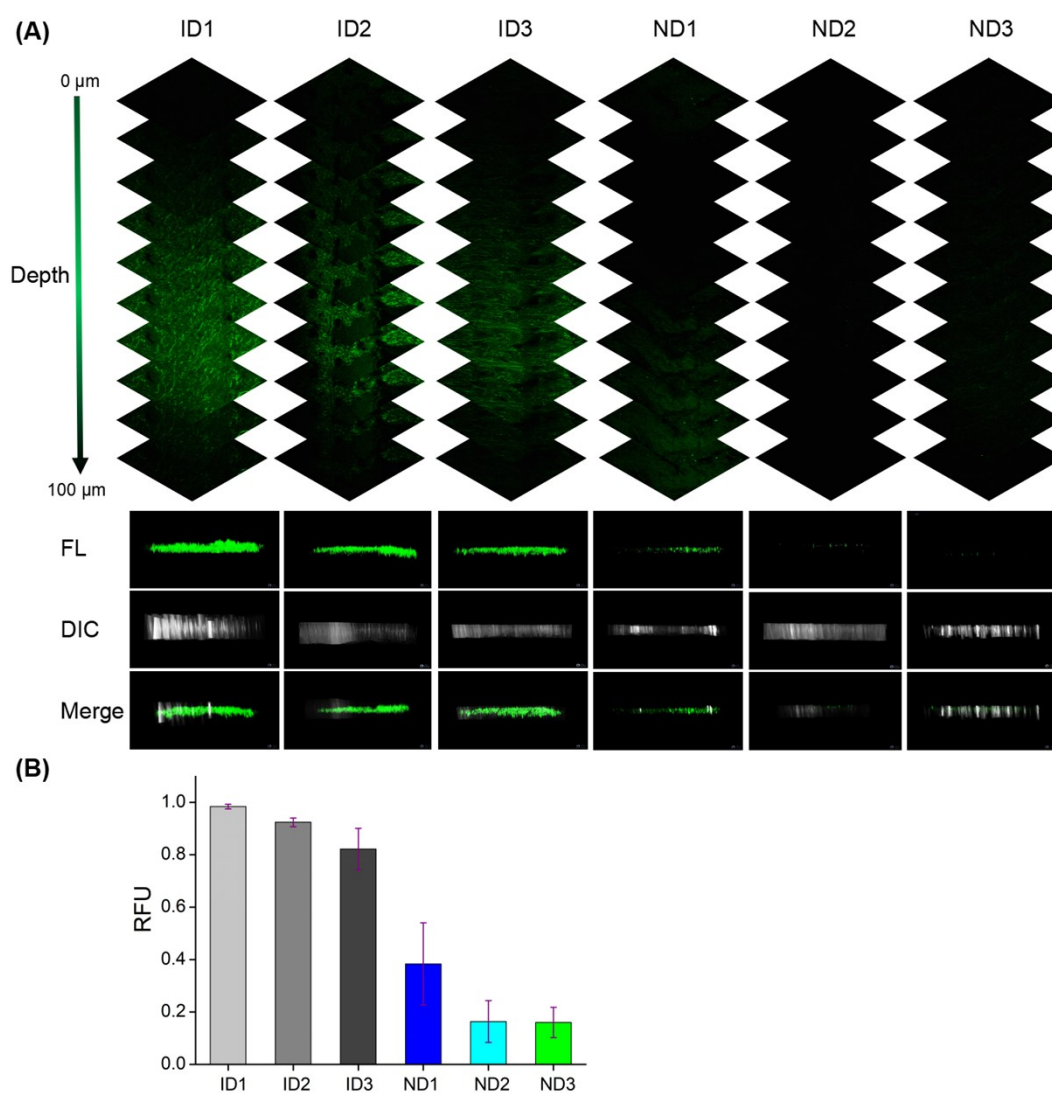 (A)
ID1 ID2 ID3 ND1 ND2 ND3
0 µm
Depth
100 µm
FL
DIC
Merge
(B)
RFU
1.0
0.8
0.6
0.4
0.2
0.0
ID1 ID2 ID3 ND1 ND2 ND3